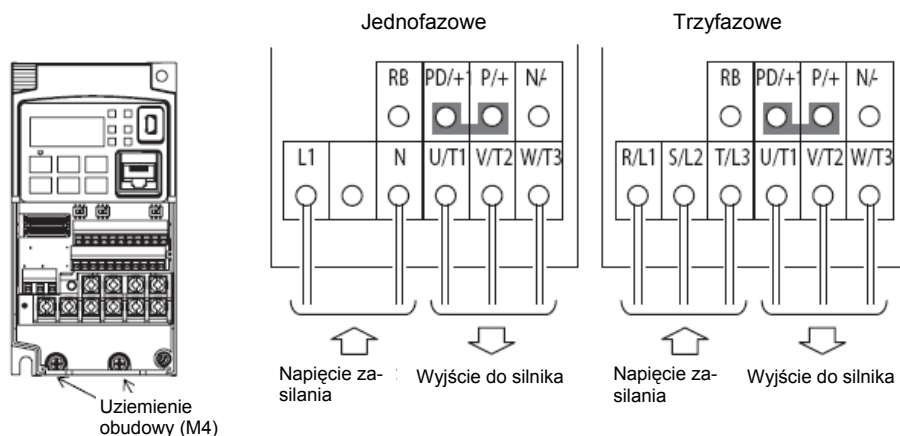 Jednofazowe
Trzyfazowe
RB PD/+1 P/+ N/-
L1 N U/T1 V/T2 W/T3
RB PD/+1 P/+ N/-
R/L1 S/L2 T/L3 U/T1 V/T2 W/T3
Napięcie za-
silania
Wyjście do silnika
Napięcie za-
silania
Wyjście do silnika
Uziemienie
obudowy (M4)